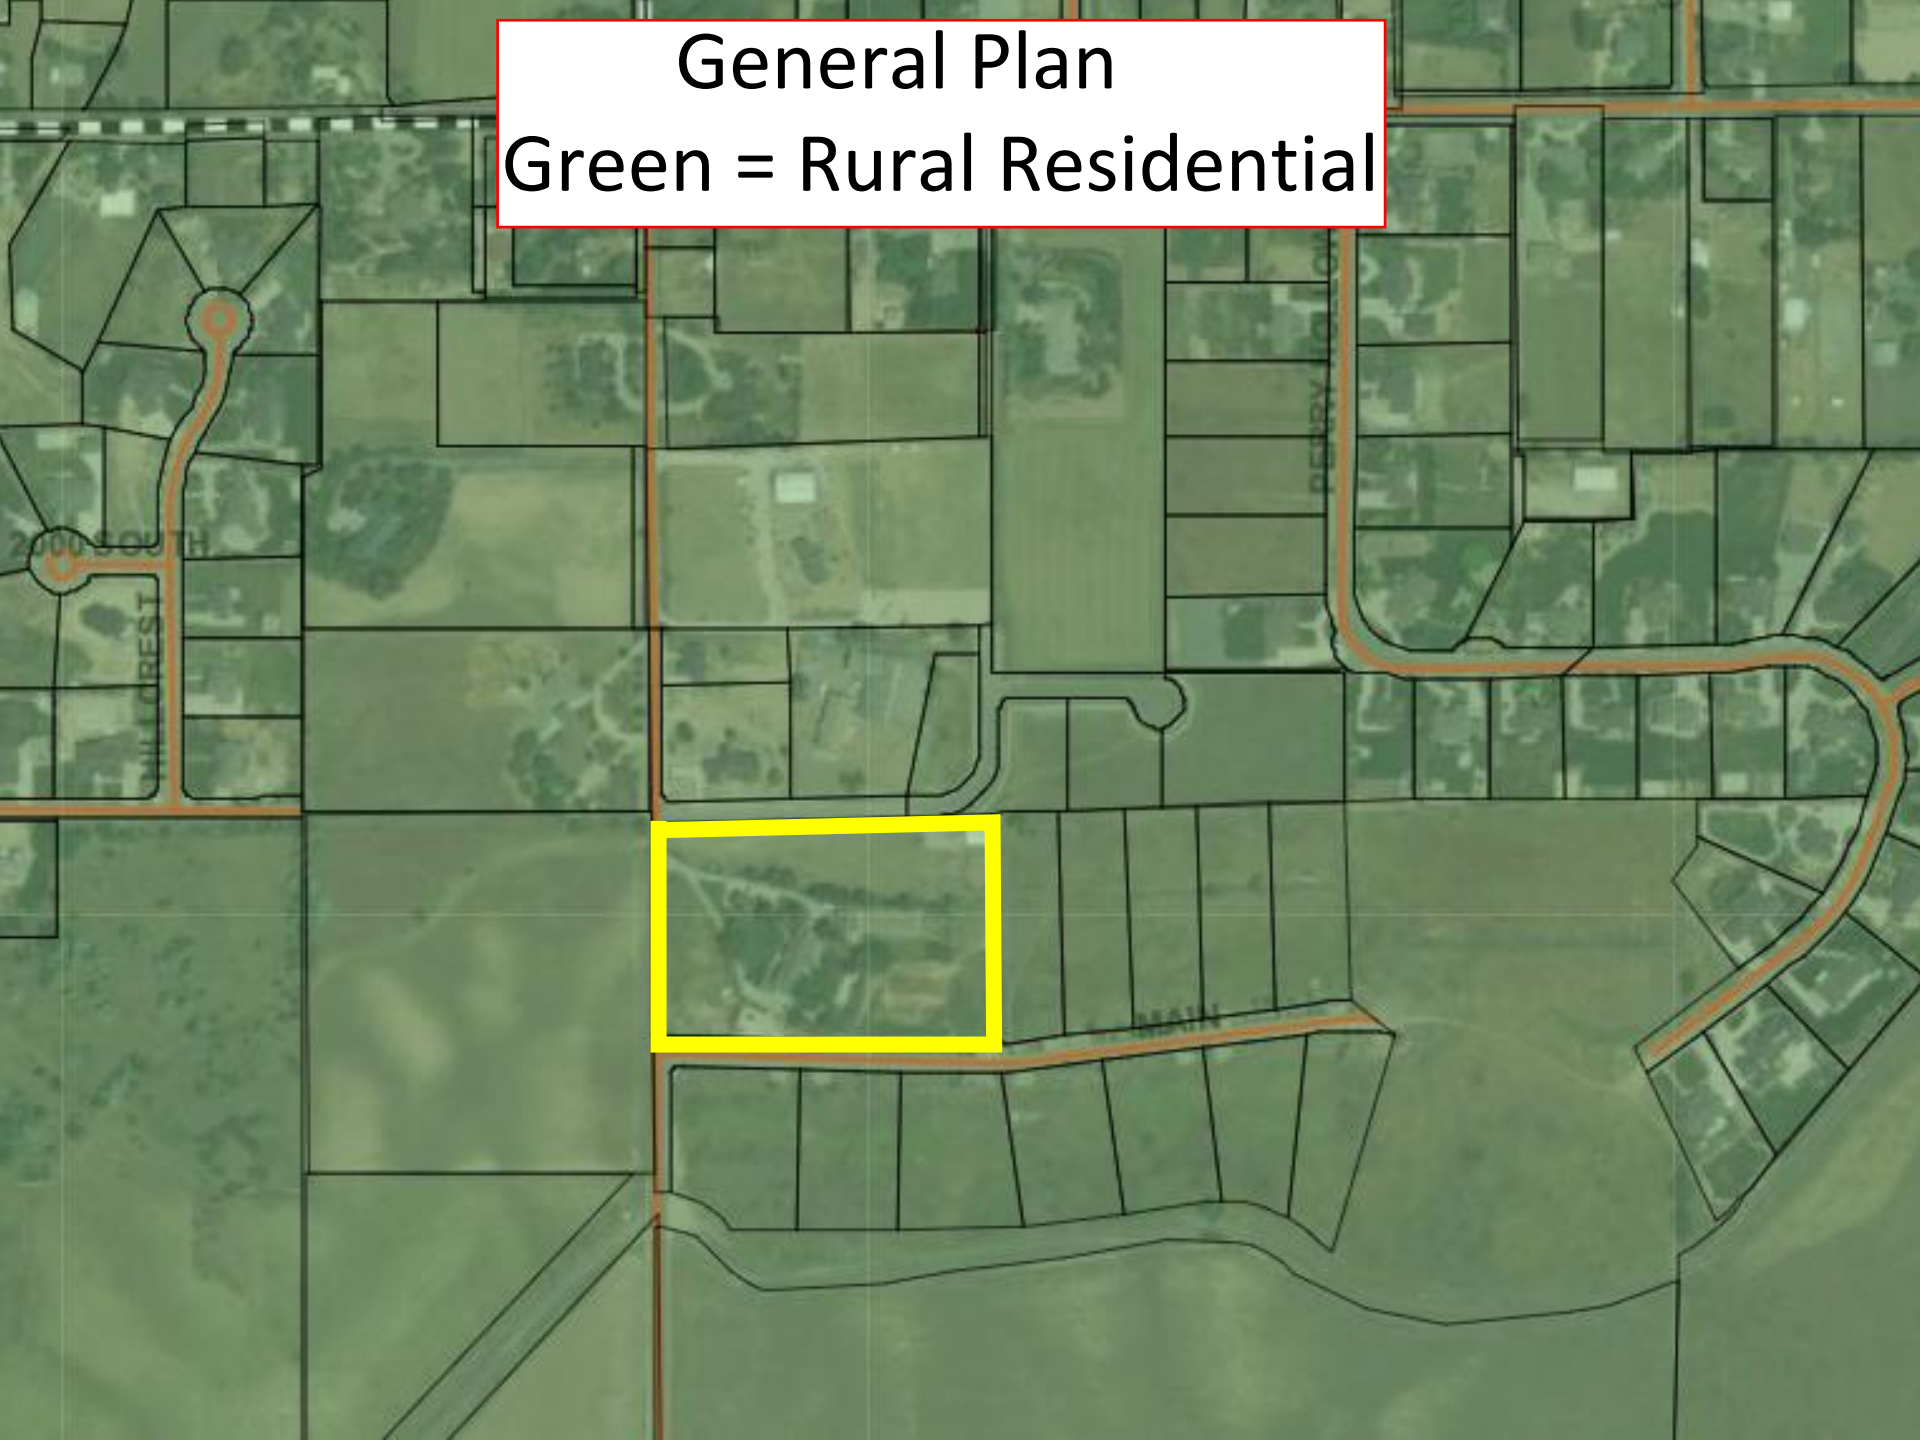 General Plan
Green = Rural Residential
2000 SOUTH
HILLCREST
MAIN